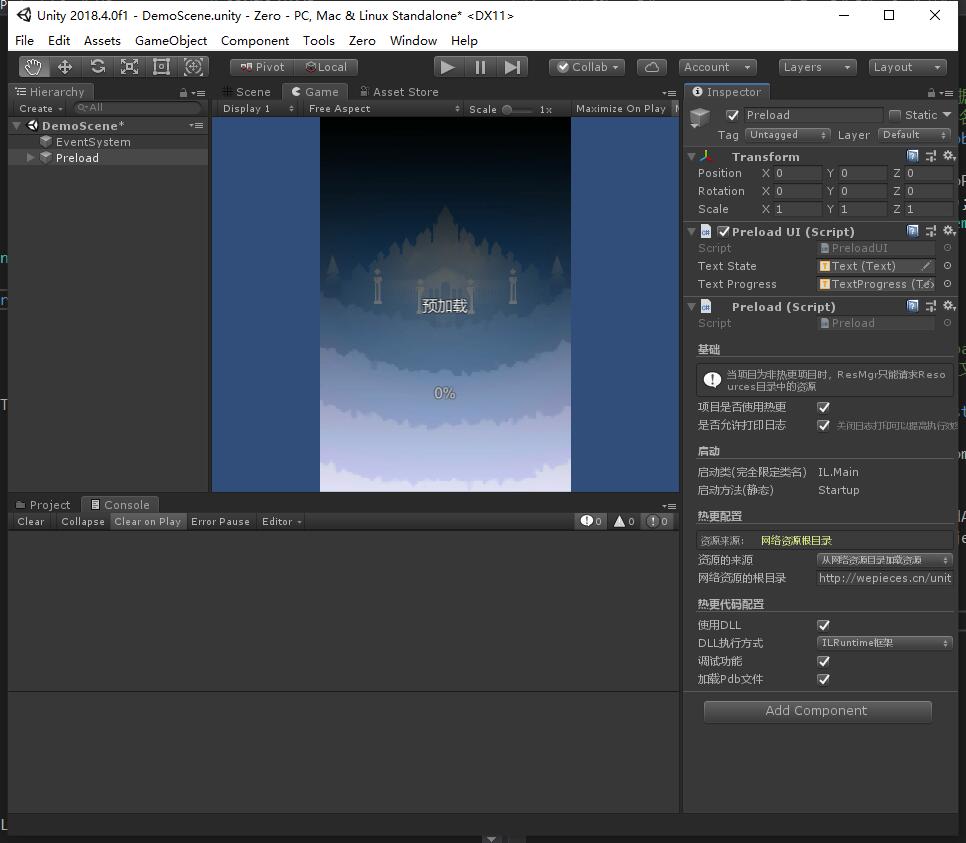 Unity 2018.4.0f1 - DemoScene.unity - Zero - PC, Mac & Linux Standalone* <DX11>
File Edit Assets GameObject Component Tools Zero Window Help
Pivot Local Collab Account Layers Layout
Hierarchy
Create All
DemoScene*
EventSystem
Preload
Scene Game Asset Store
Display 1 Free Aspect Scale 1x Maximize On Play
预加载
0%
Project Console
Clear Collapse Clear on Play Error Pause Editor 0 0 0
Inspector
Preload Static
Tag Untagged Layer Default
Transform
Position X 0 Y 0 Z 0
Rotation X 0 Y 0 Z 0
Scale X 1 Y 1 Z 1
Preload UI (Script)
Script PreloadUI
Text State Text (Text)
Text Progress TextProgress (Te
Preload (Script)
Script Preload
基础
当项目为非热更项目时，ResMgr只能请求Reso
urces目录中的资源
项目是否使用热更
是否允许打印日志 关闭日志打印可以提高执行效率
启动
启动类(完全限定类名) IL.Main
启动方法(静态) Startup
热更配置
资源来源: 网络资源根目录
资源的来源 从网络资源目录加载资源
网络资源的根目录 http://wepieces.cn/unit
热更代码配置
使用DLL
DLL执行方式 ILRuntime框架
调试功能
加载Pdb文件
Add Component